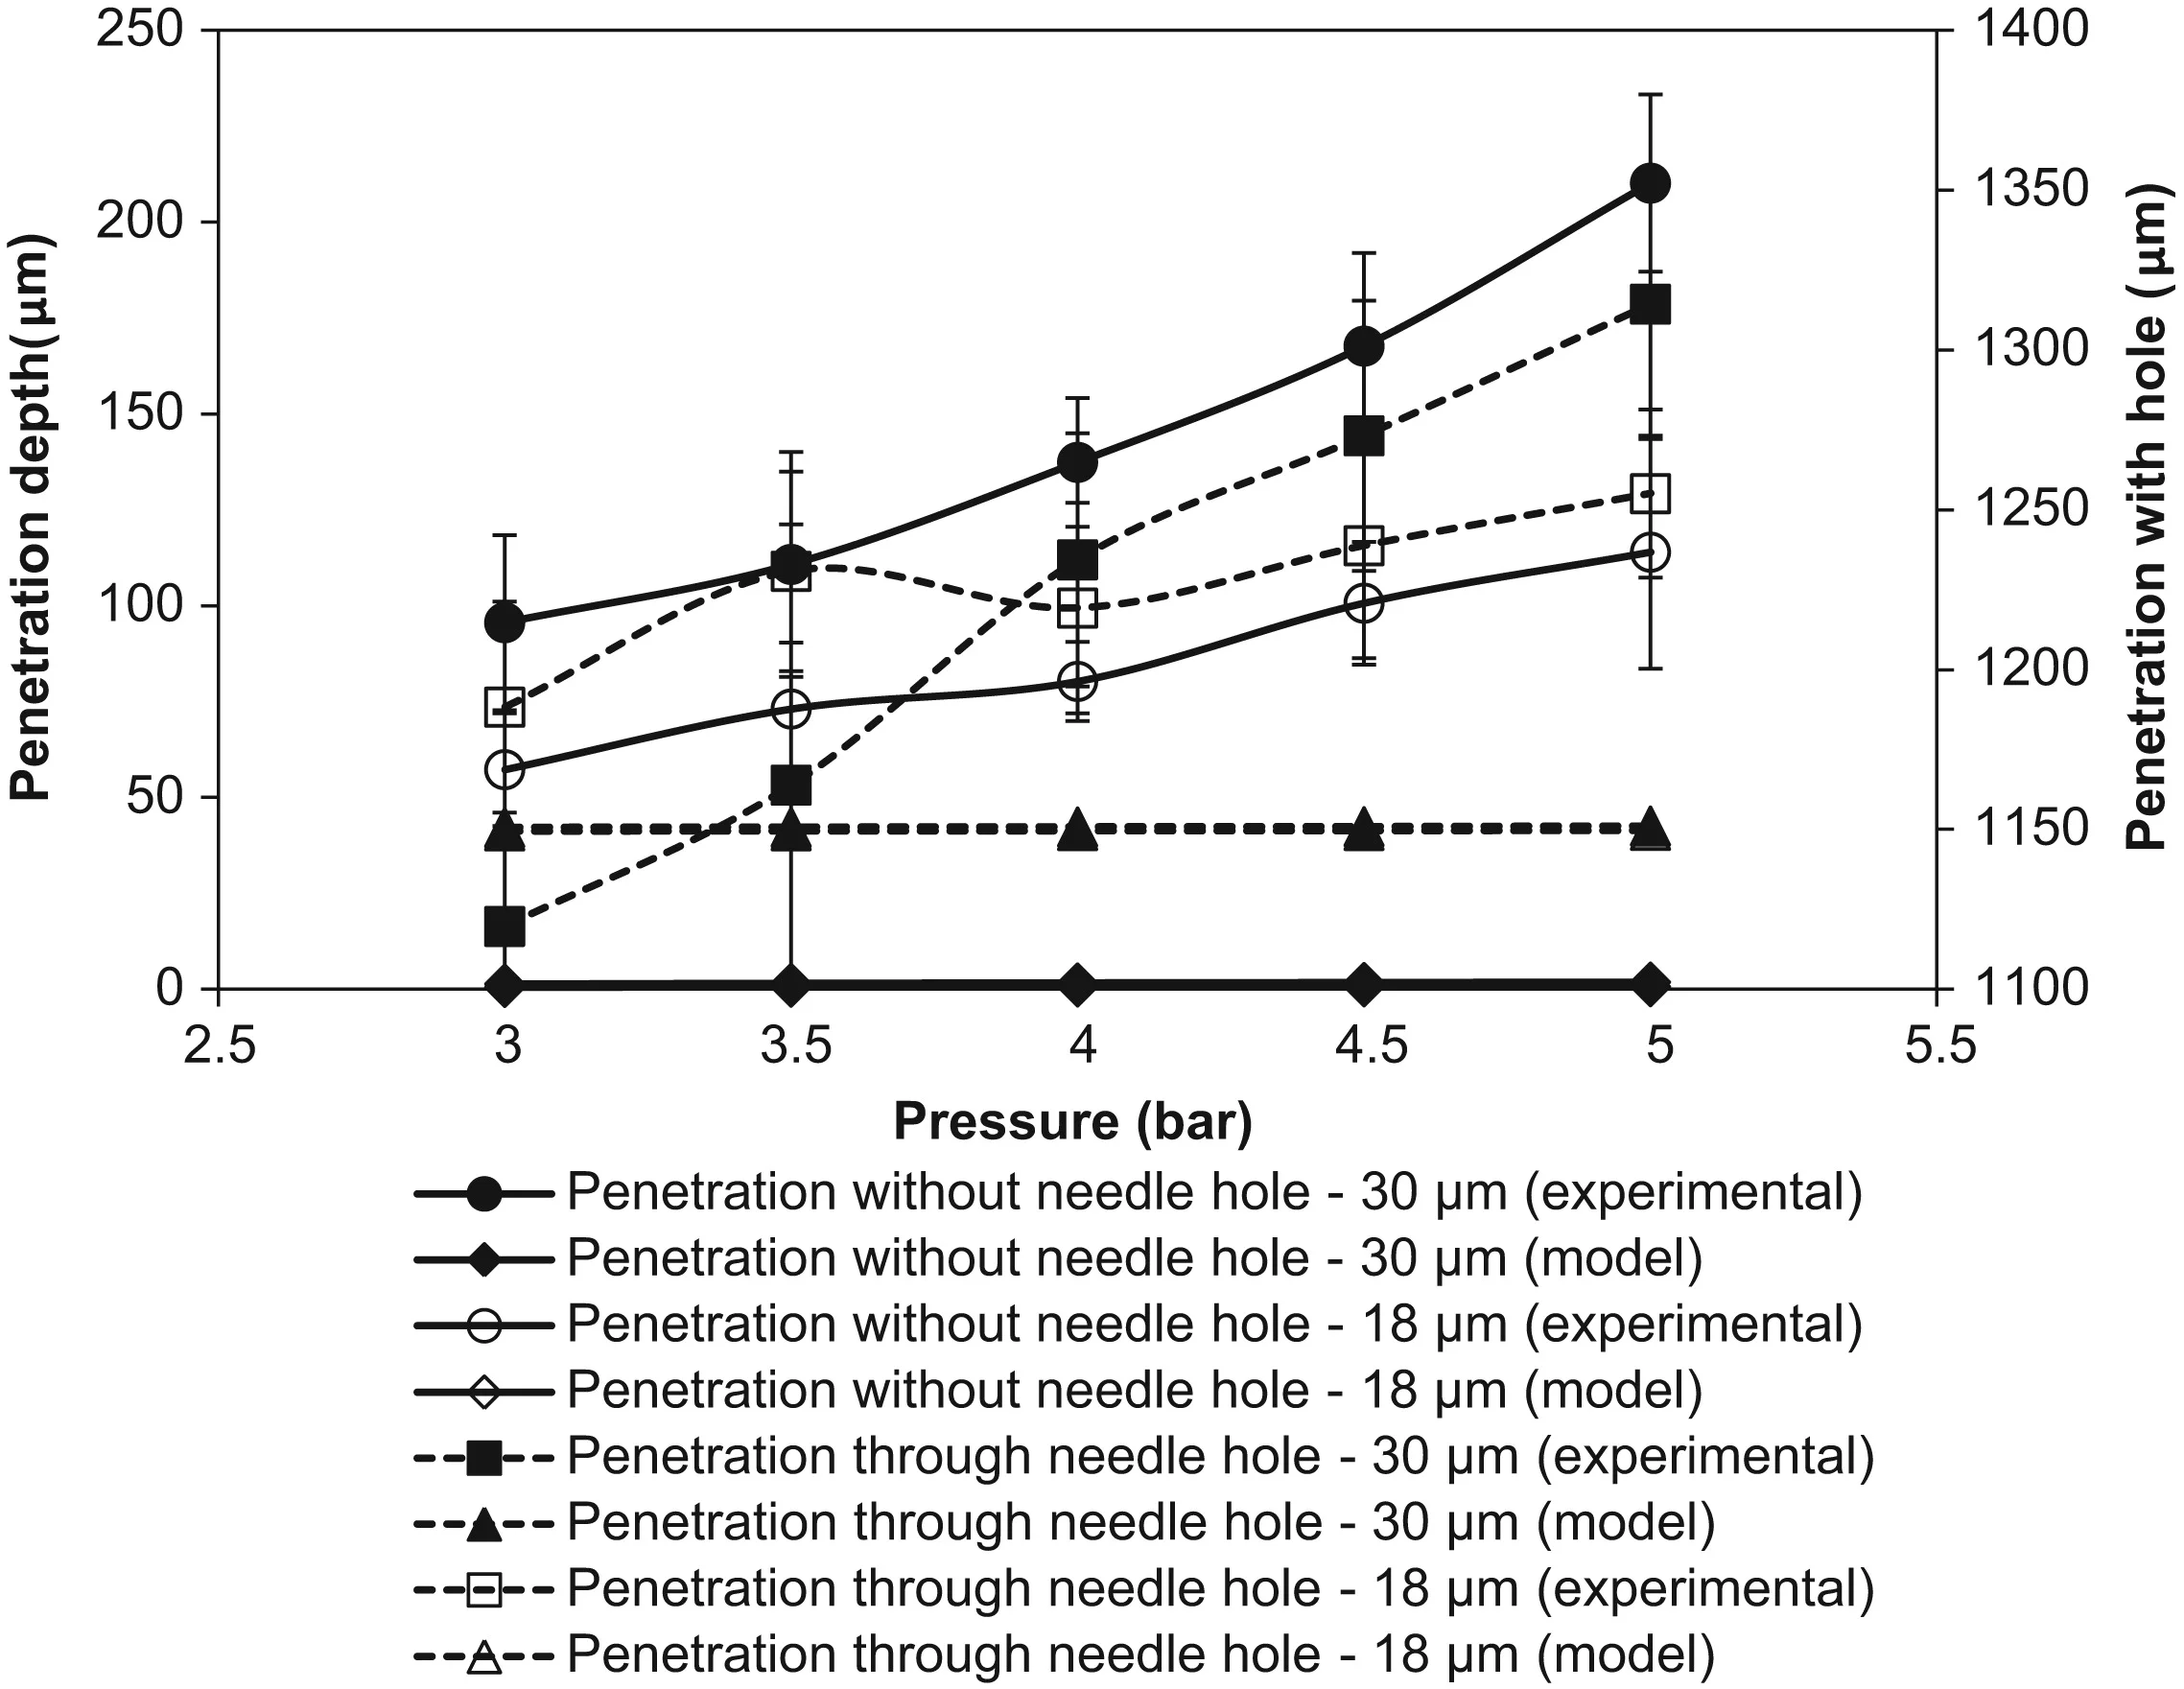 Penetration depth(µm)
250
200
150
100
50
0
1400
1350
1300
1250
1200
1150
1100
Penetration with hole (µm)
2.5 3 3.5 4 4.5 5 5.5
Pressure (bar)
Penetration without needle hole - 30 µm (experimental)
Penetration without needle hole - 30 µm (model)
Penetration without needle hole - 18 µm (experimental)
Penetration without needle hole - 18 µm (model)
Penetration through needle hole - 30 µm (experimental)
Penetration through needle hole - 30 µm (model)
Penetration through needle hole - 18 µm (experimental)
Penetration through needle hole - 18 µm (model)